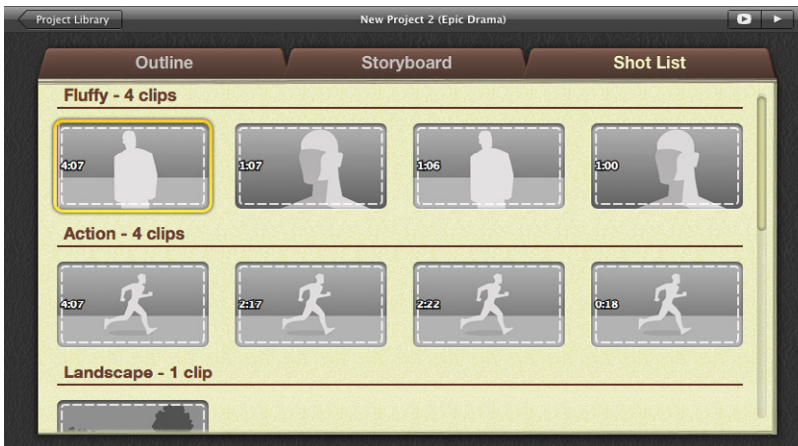 Project Library
New Project 2 (Epic Drama)
Outline
Storyboard
Shot List
Fluffy - 4 clips
4:07
1:07
1:06
1:00
Action - 4 clips
4:07
2:17
2:22
0:18
Landscape - 1 clip